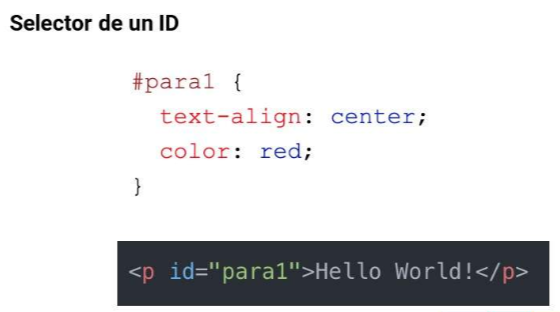 Selector de un ID
#para1 {
  text-align: center;
  color: red;
}
<p id="para1">Hello World!</p>